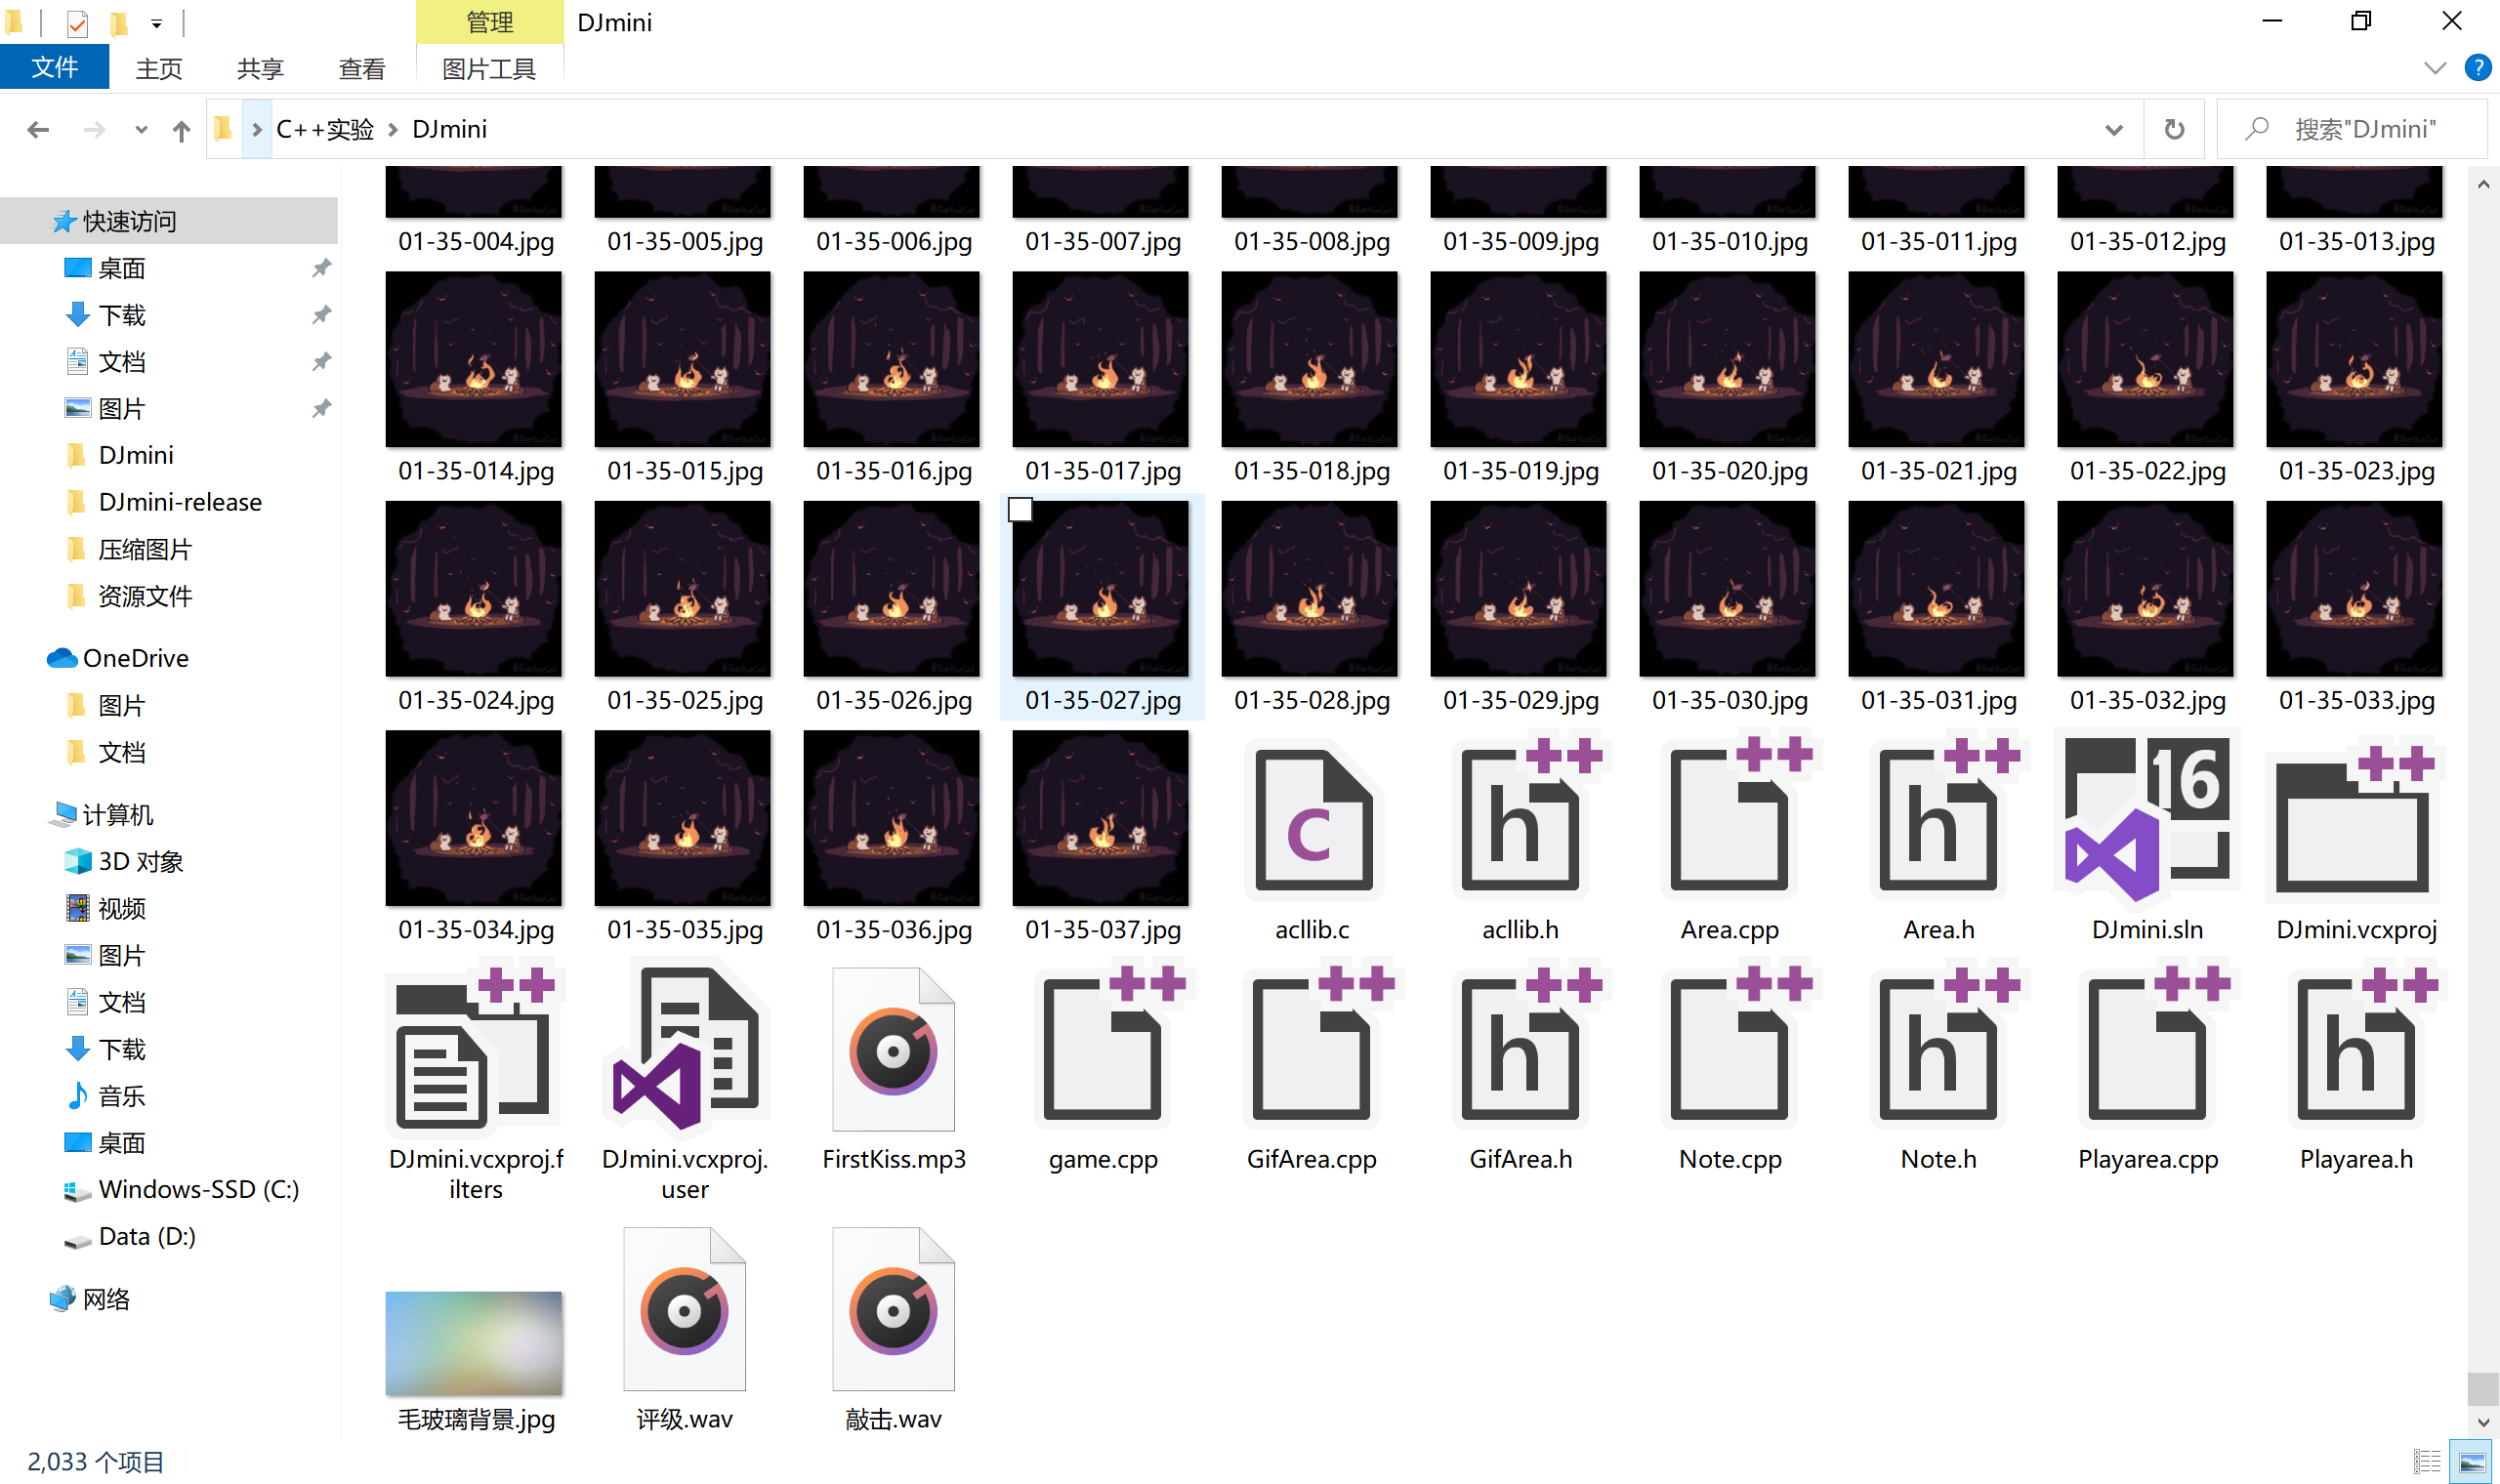 管理
DJmini
文件
主页
共享
查看
图片工具
C++实验
DJmini
搜索"DJmini"
快速访问
桌面
下载
文档
图片
DJmini
DJmini-release
压缩图片
资源文件
OneDrive
图片
文档
计算机
3D 对象
视频
图片
文档
下载
音乐
桌面
Windows-SSD (C:)
Data (D:)
网络
01-35-004.jpg
01-35-005.jpg
01-35-006.jpg
01-35-007.jpg
01-35-008.jpg
01-35-009.jpg
01-35-010.jpg
01-35-011.jpg
01-35-012.jpg
01-35-013.jpg
01-35-014.jpg
01-35-015.jpg
01-35-016.jpg
01-35-017.jpg
01-35-018.jpg
01-35-019.jpg
01-35-020.jpg
01-35-021.jpg
01-35-022.jpg
01-35-023.jpg
01-35-024.jpg
01-35-025.jpg
01-35-026.jpg
01-35-027.jpg
01-35-028.jpg
01-35-029.jpg
01-35-030.jpg
01-35-031.jpg
01-35-032.jpg
01-35-033.jpg
01-35-034.jpg
01-35-035.jpg
01-35-036.jpg
01-35-037.jpg
C
acllib.c
h
acllib.h
Area.cpp
h
Area.h
16
DJmini.sln
DJmini.vcxproj
DJmini.vcxproj.f
ilters
DJmini.vcxproj.
user
FirstKiss.mp3
game.cpp
GifArea.cpp
h
GifArea.h
Note.cpp
h
Note.h
Playarea.cpp
h
Playarea.h
毛玻璃背景.jpg
评级.wav
敲击.wav
2,033 个项目